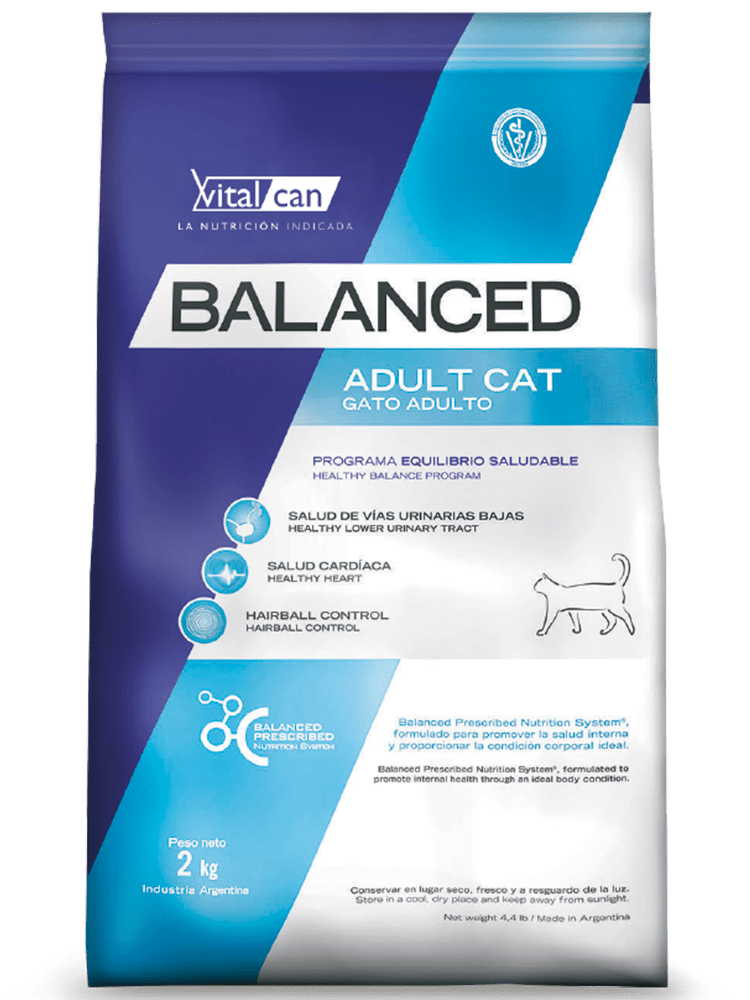 Vital can
LA NUTRICIÓN INDICADA
BALANCED
ADULT CAT
GATO ADULTO
PROGRAMA EQUILIBRIO SALUDABLE
HEALTHY BALANCE PROGRAM
SALUD DE VÍAS URINARIAS BAJAS
HEALTHY LOWER URINARY TRACT
SALUD CARDÍACA
HEALTHY HEART
HAIRBALL CONTROL
HAIRBALL CONTROL
BALANCED
PRESCRIBED
NUTRITION SYSTEM
Balanced Prescribed Nutrition System®,
formulado para promover la salud interna
y proporcionar la condición corporal ideal.
Balanced Prescribed Nutrition System®, formulated to
promote internal health through an ideal body condition.
Peso neto
2 kg
Industria Argentina
Conservar en lugar seco, fresco y a resguardo de la luz.
Store in a cool, dry place and keep away from sunlight.
Net weight 4,4 lb / Made in Argentina